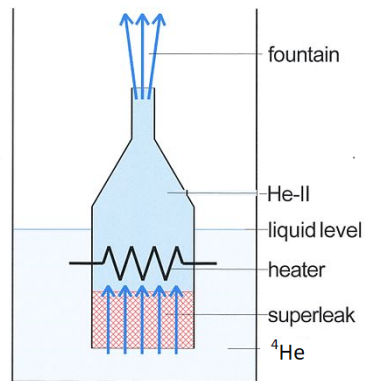 fountain
He-II
liquid level
heater
superleak
⁴He